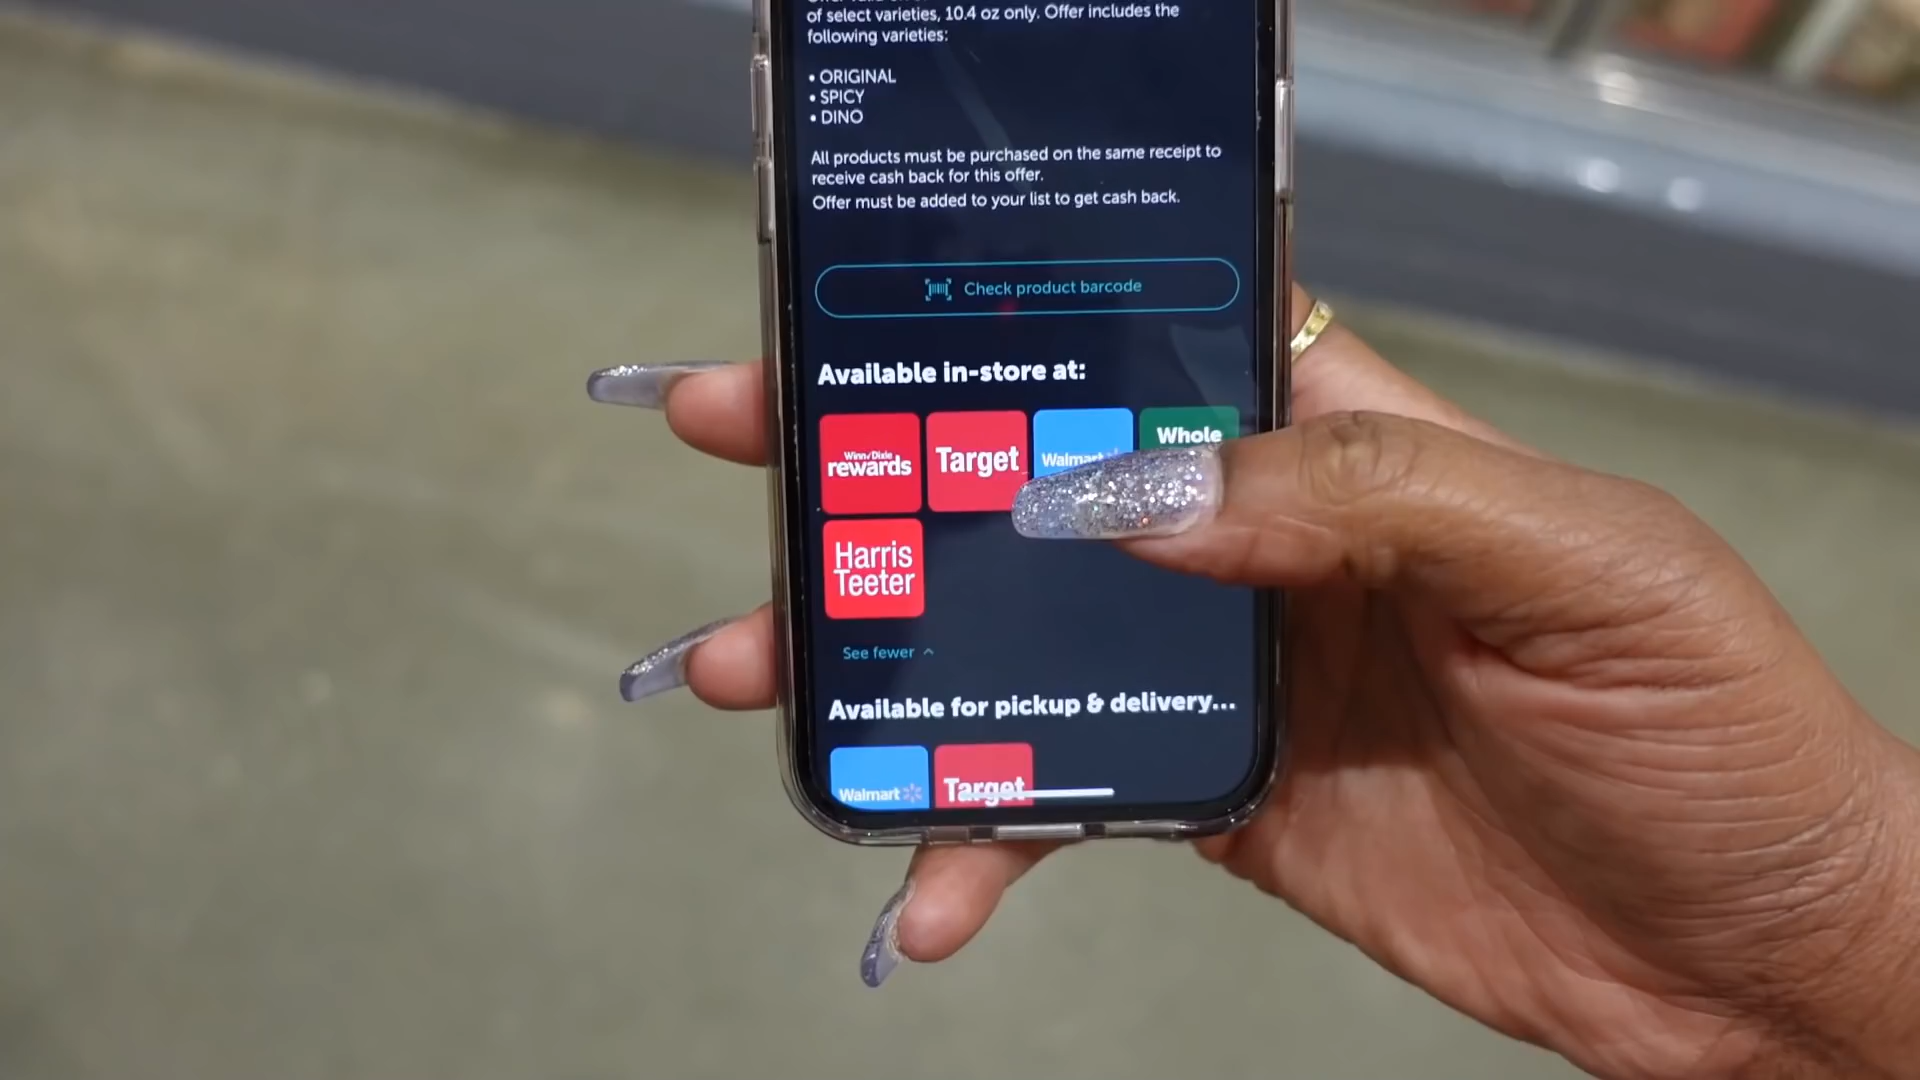 of select varieties, 10.4 oz only. Offer includes the
following varieties:
• ORIGINAL
• SPICY
• DINO
All products must be purchased on the same receipt to
receive cash back for this offer.
Offer must be added to your list to get cash back.
Check product barcode
Available in-store at:
Winn Dixie
rewards
Target
Walmart
Whole
Harris
Teeter
See fewer
Available for pickup & delivery...
Walmart
Target